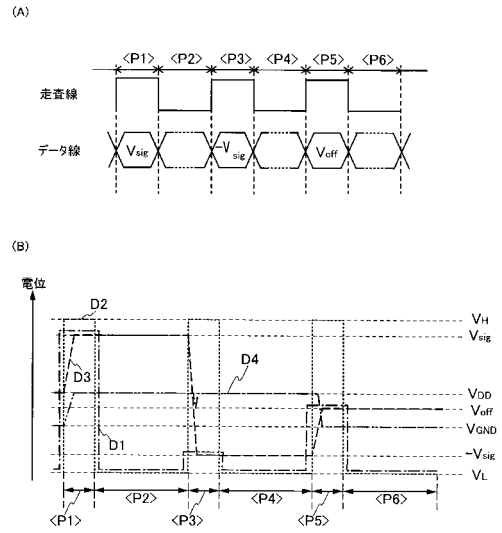 (A)
<P1> <P2> <P3> <P4> <P5> <P6>
走査線
データ線
Vsig
-Vsig
Voff
(B)
電位
D2
D3
D4
D1
VH
Vsig
VDD
Voff
VGND
-Vsig
VL
<P1> <P2> <P3> <P4> <P5> <P6>